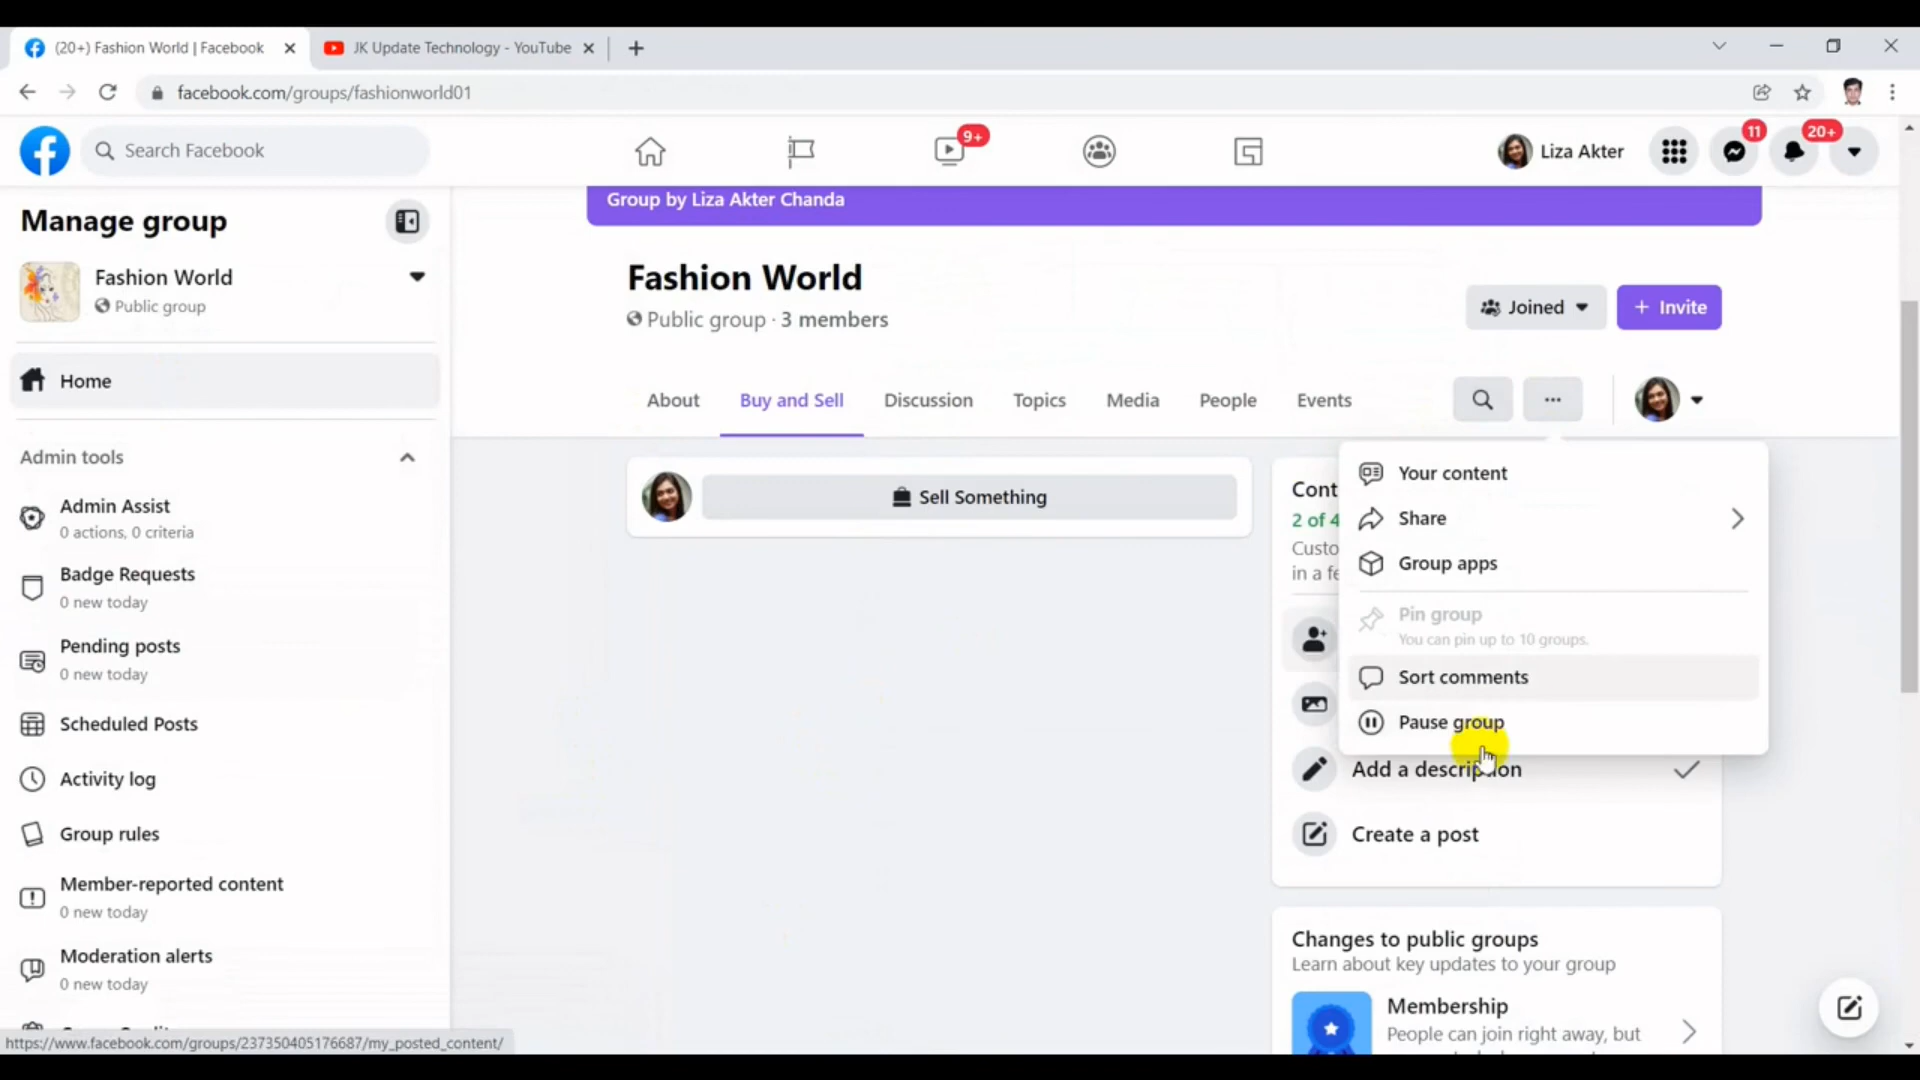 (20+) Fashion World | Facebook
JK Update Technology - YouTube
facebook.com/groups/fashionworld01
Search Facebook
9+
Liza Akter
11
20+
Manage group
Fashion World
Public group
Home
Admin tools
Admin Assist
0 actions, 0 criteria
Badge Requests
0 new today
Pending posts
0 new today
Scheduled Posts
Activity log
Group rules
Member-reported content
0 new today
Moderation alerts
0 new today
https://www.facebook.com/groups/237350405176687/my_posted_content/
Group by Liza Akter Chanda
Fashion World
Public group · 3 members
Joined
+ Invite
About
Buy and Sell
Discussion
Topics
Media
People
Events
Sell Something
Cont
2 of 4
Custo
in a fe
Your content
Share
Group apps
Pin group
You can pin up to 10 groups.
Sort comments
Pause group
Add a description
Create a post
Changes to public groups
Learn about key updates to your group
Membership
People can join right away, but